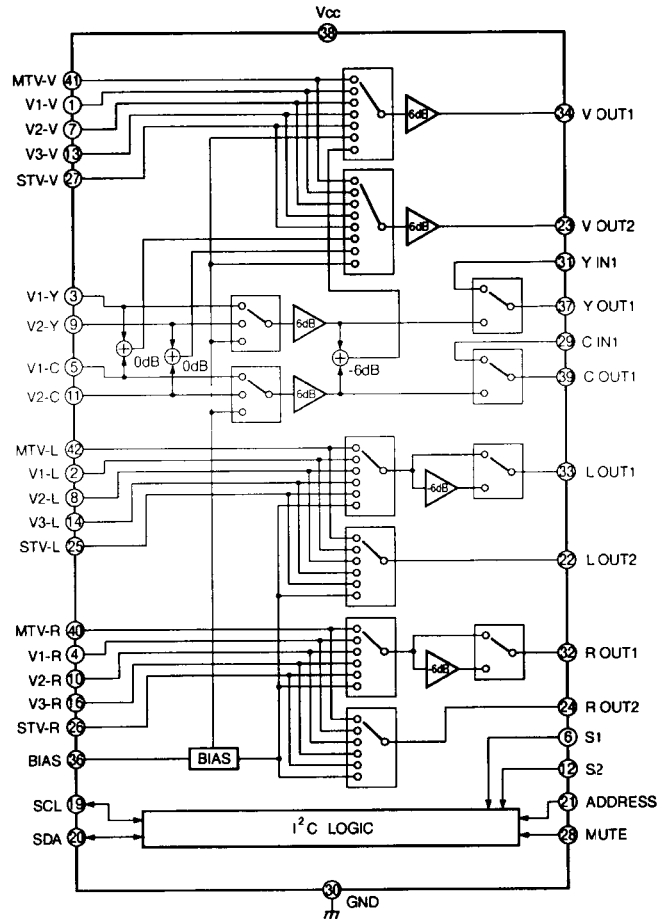 Vcc
38
MTV-V 41
V1-V 1
V2-V 7
V3-V 13
STV-V 27
6dB
34 V OUT1
6dB
23 V OUT2
31 Y IN1
V1-Y 3
V2-Y 9
6dB
37 Y OUT1
29 C IN1
0dB
0dB
-6dB
V1-C 5
V2-C 11
6dB
39 C OUT1
MTV-L 42
V1-L 2
V2-L 8
V3-L 14
STV-L 25
-6dB
33 L OUT1
22 L OUT2
MTV-R 40
V1-R 4
V2-R 10
V3-R 16
STV-R 26
-6dB
32 R OUT1
24 R OUT2
BIAS 36
BIAS
6 S1
12 S2
SCL 19
SDA 20
I²C LOGIC
21 ADDRESS
28 MUTE
30 GND